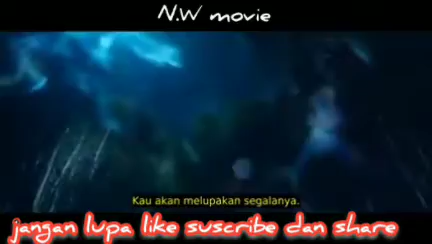 N.W movie
Kau akan melupakan segalanya.
jangan lupa like suscribe dan share